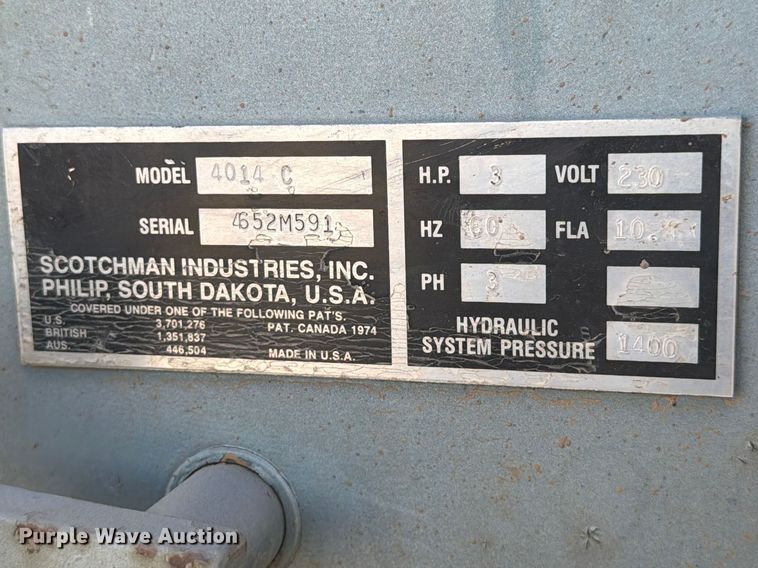 MODEL 4014 C
SERIAL 4652M591
SCOTCHMAN INDUSTRIES, INC.
PHILIP, SOUTH DAKOTA, U.S.A.
COVERED UNDER ONE OF THE FOLLOWING PAT'S.
U.S. 3,701,276 PAT. CANADA 1974
BRITISH 1,351,837
AUS. 446,504 MADE IN U.S.A.
H.P. 3 VOLT 230
HZ 60 FLA
PH 3
HYDRAULIC
SYSTEM PRESSURE 1400
Purple Wave Auction